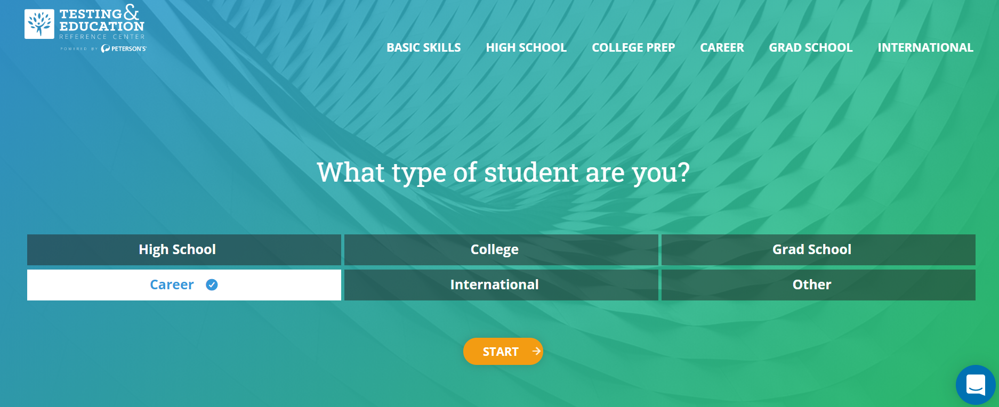 TESTING &
EDUCATION
REFERENCE CENTER
POWERED BY PETERSON'S
BASIC SKILLS HIGH SCHOOL COLLEGE PREP CAREER GRAD SCHOOL INTERNATIONAL
What type of student are you?
High School College Grad School
Career International Other
START